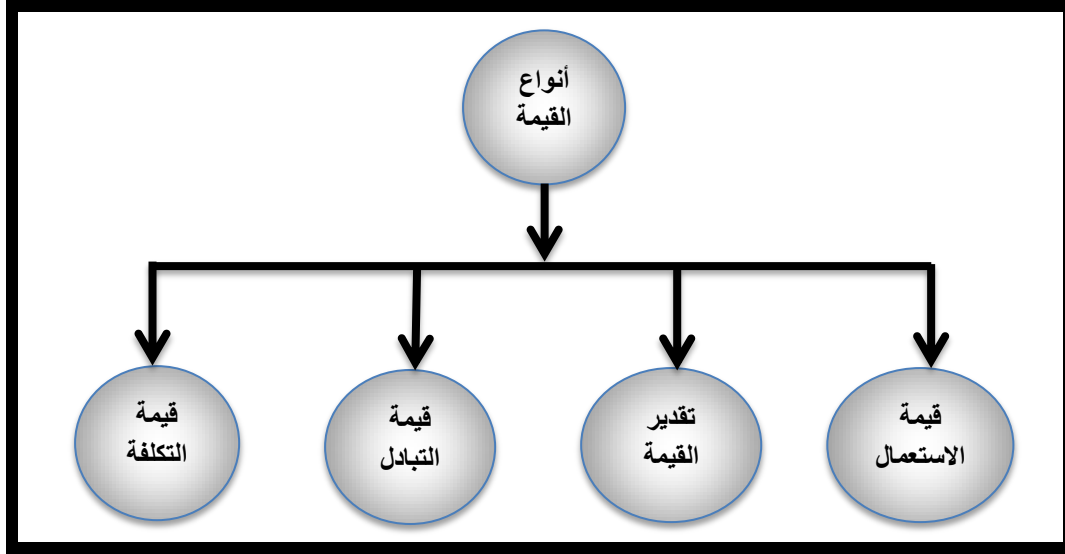 أنواع
القيمة
قيمة
الاستعمال
تقدير
القيمة
قيمة
التبادل
قيمة
التكلفة